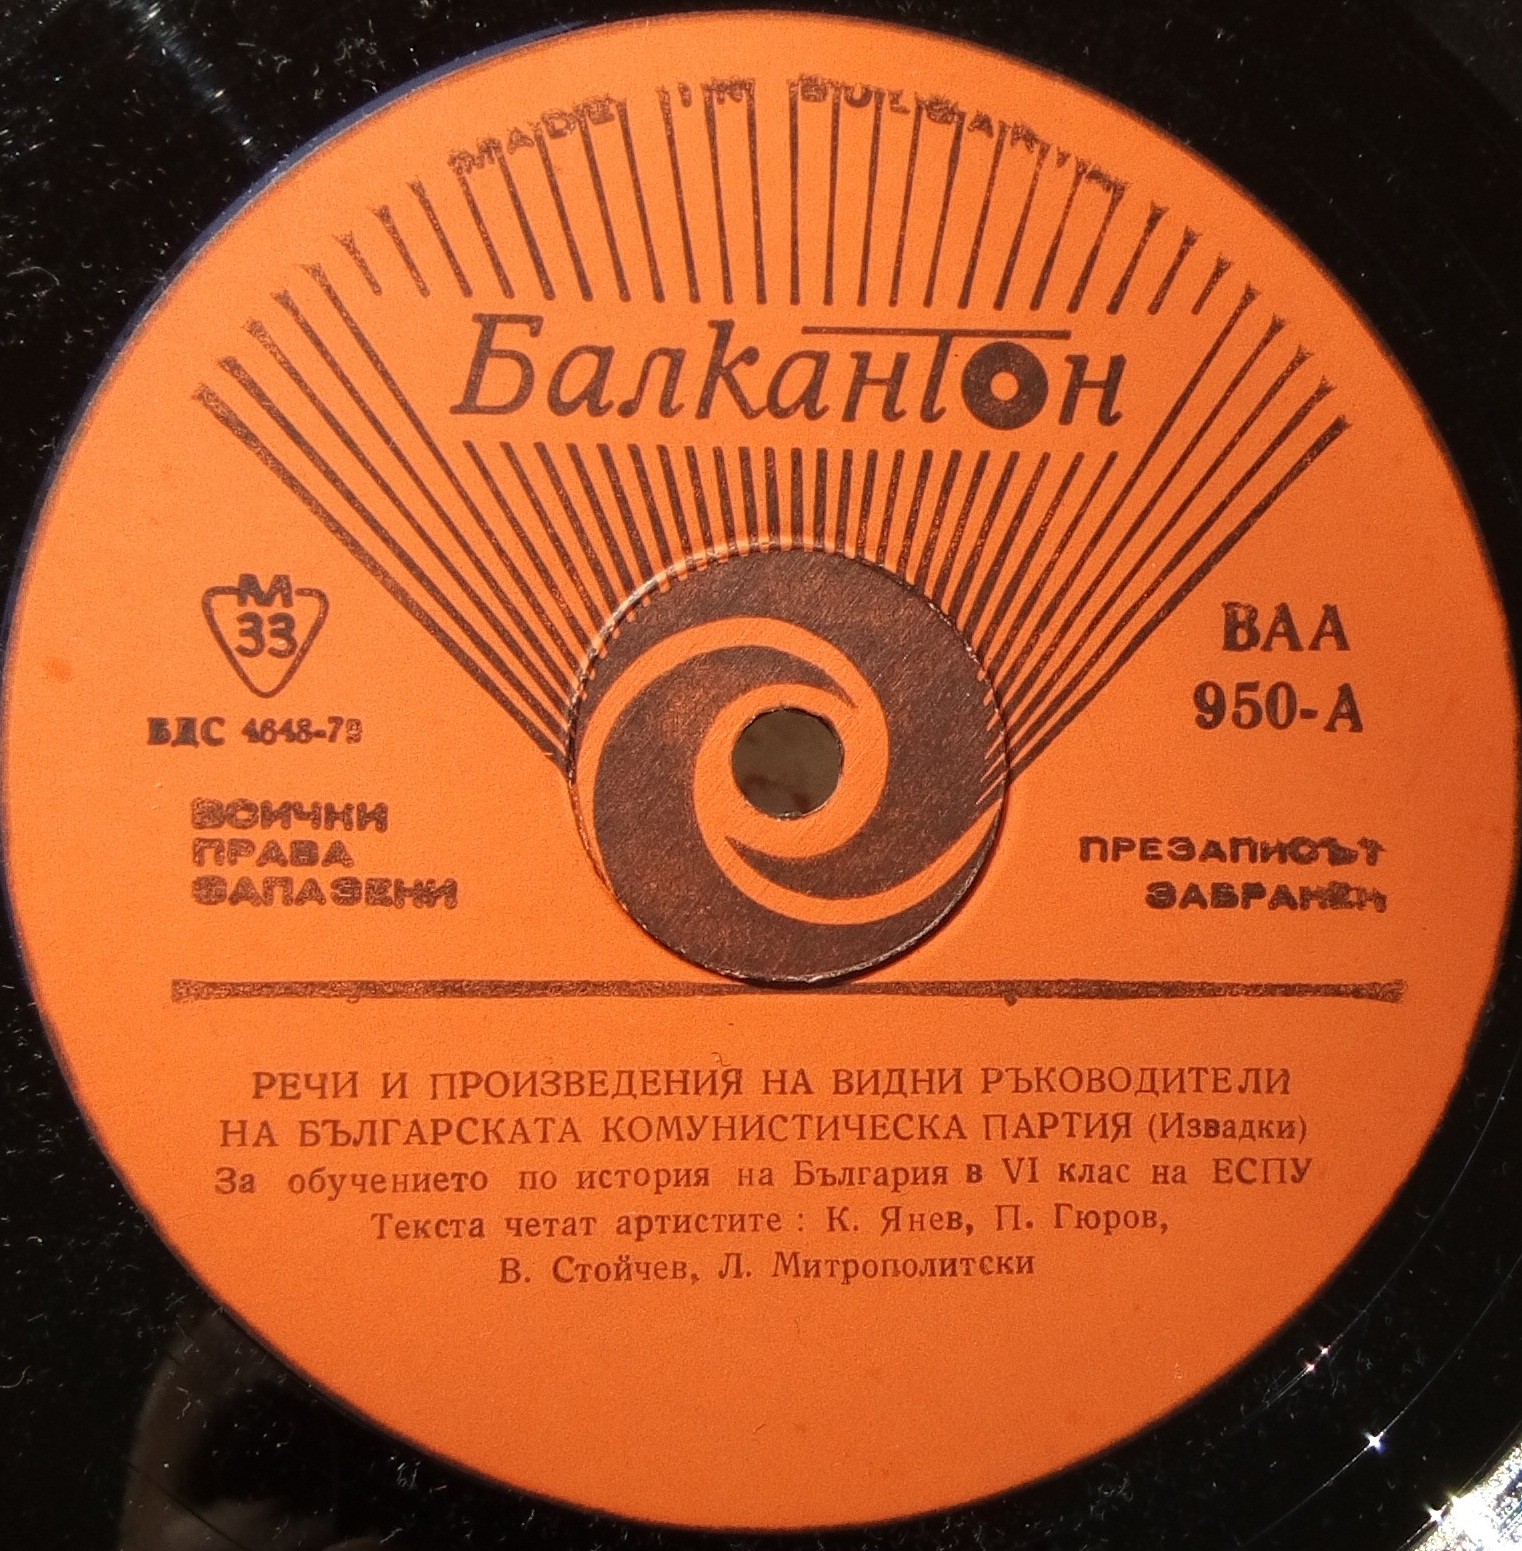 MADE IN BULGARIA
Балкантон
М
33
БДС 4648-72
ВСИЧКИ
ПРАВА
ЗАПАЗЕНИ
ВАА
950-А
ПРЕЗАПИСЪТ
ЗАБРАНЕН
РЕЧИ И ПРОИЗВЕДЕНИЯ НА ВИДНИ РЪКОВОДИТЕЛИ
НА БЪЛГАРСКАТА КОМУНИСТИЧЕСКА ПАРТИЯ (Извадки)
За обучението по история на България в VI клас на ЕСПУ
Текста четат артистите : К. Янев, П. Гюров,
В. Стойчев, Л. Митрополитски